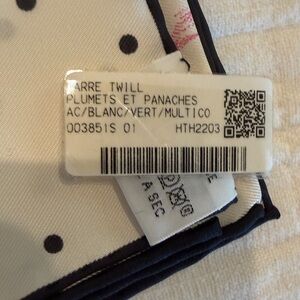 CARRE TWILL
PLUMETS ET PANACHES
AC/BLANC/VERT/MULTICO
003851S 01 HTH2203
A SEC